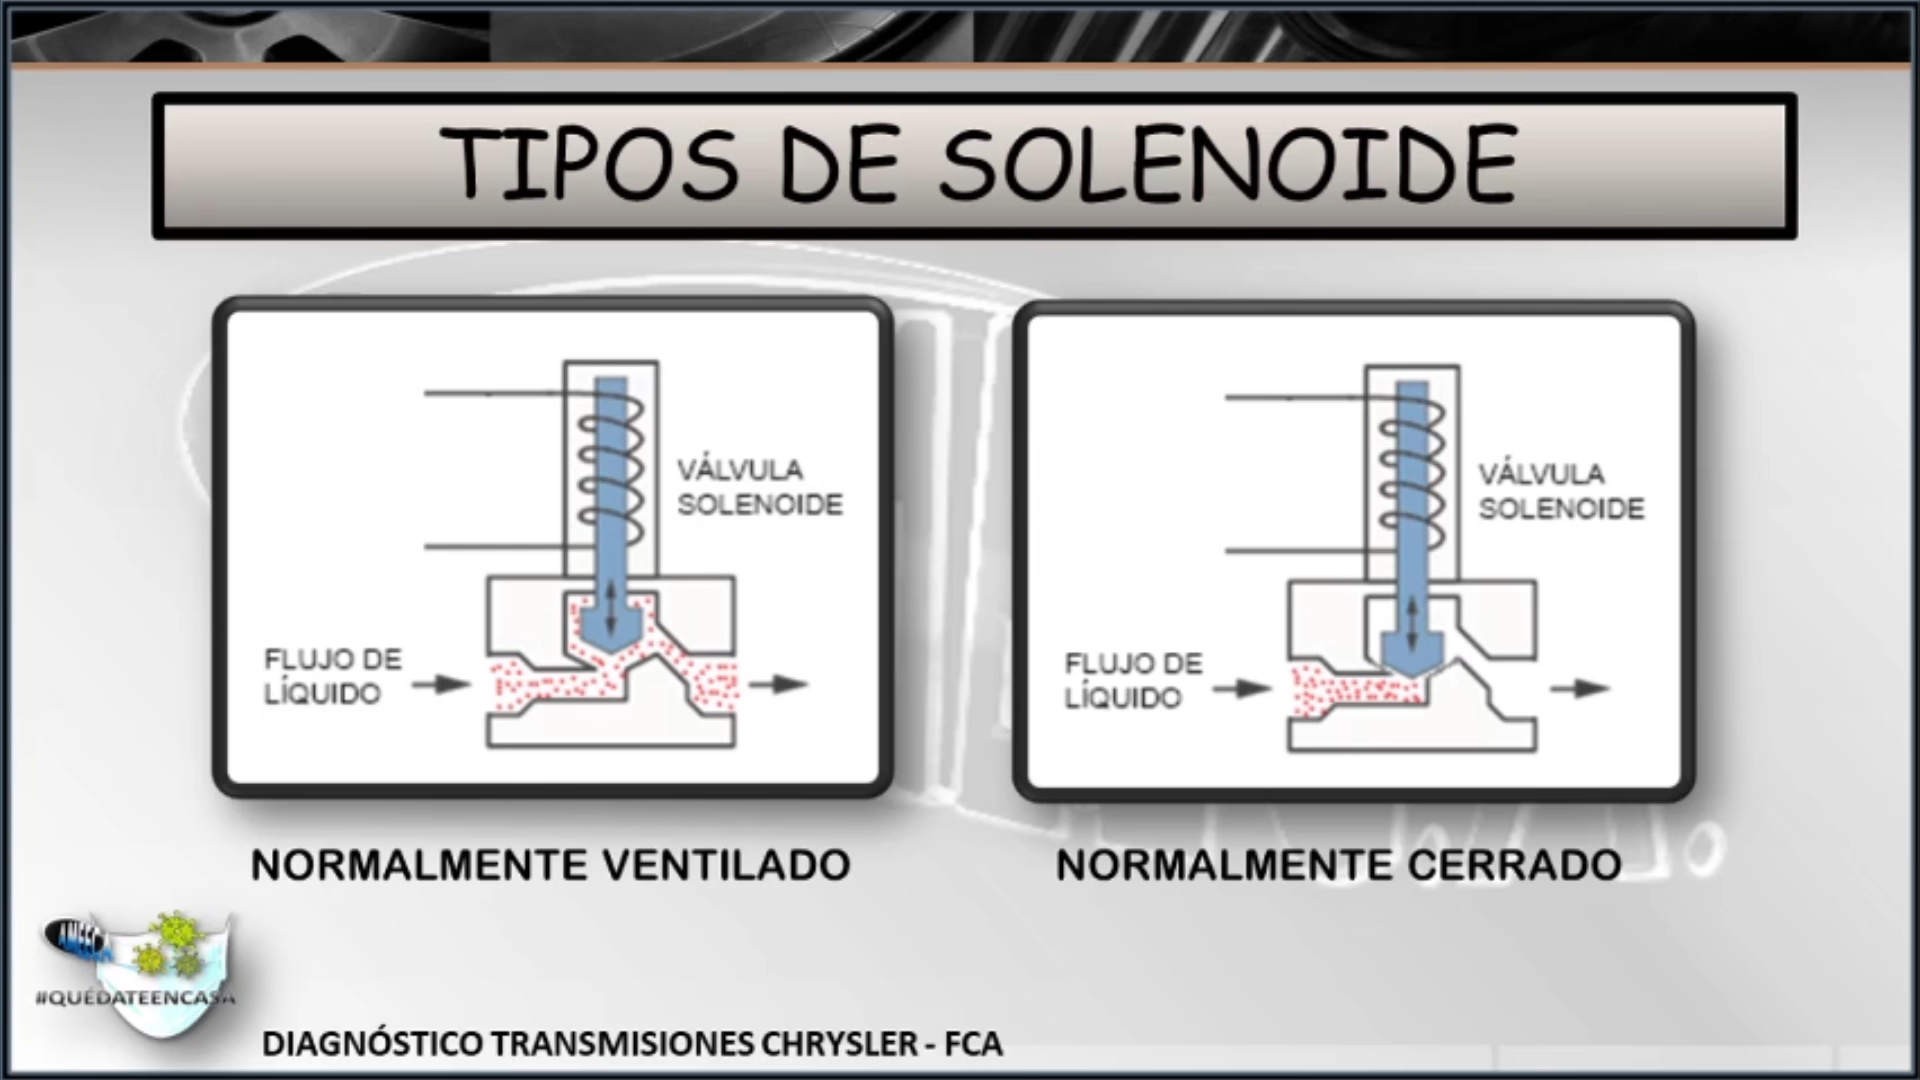 TIPOS DE SOLENOIDE
VÁLVULA
SOLENOIDE
FLUJO DE
LÍQUIDO
NORMALMENTE VENTILADO
VÁLVULA
SOLENOIDE
FLUJO DE
LÍQUIDO
NORMALMENTE CERRADO
#QUÉDATEENCASA
DIAGNÓSTICO TRANSMISIONES CHRYSLER - FCA